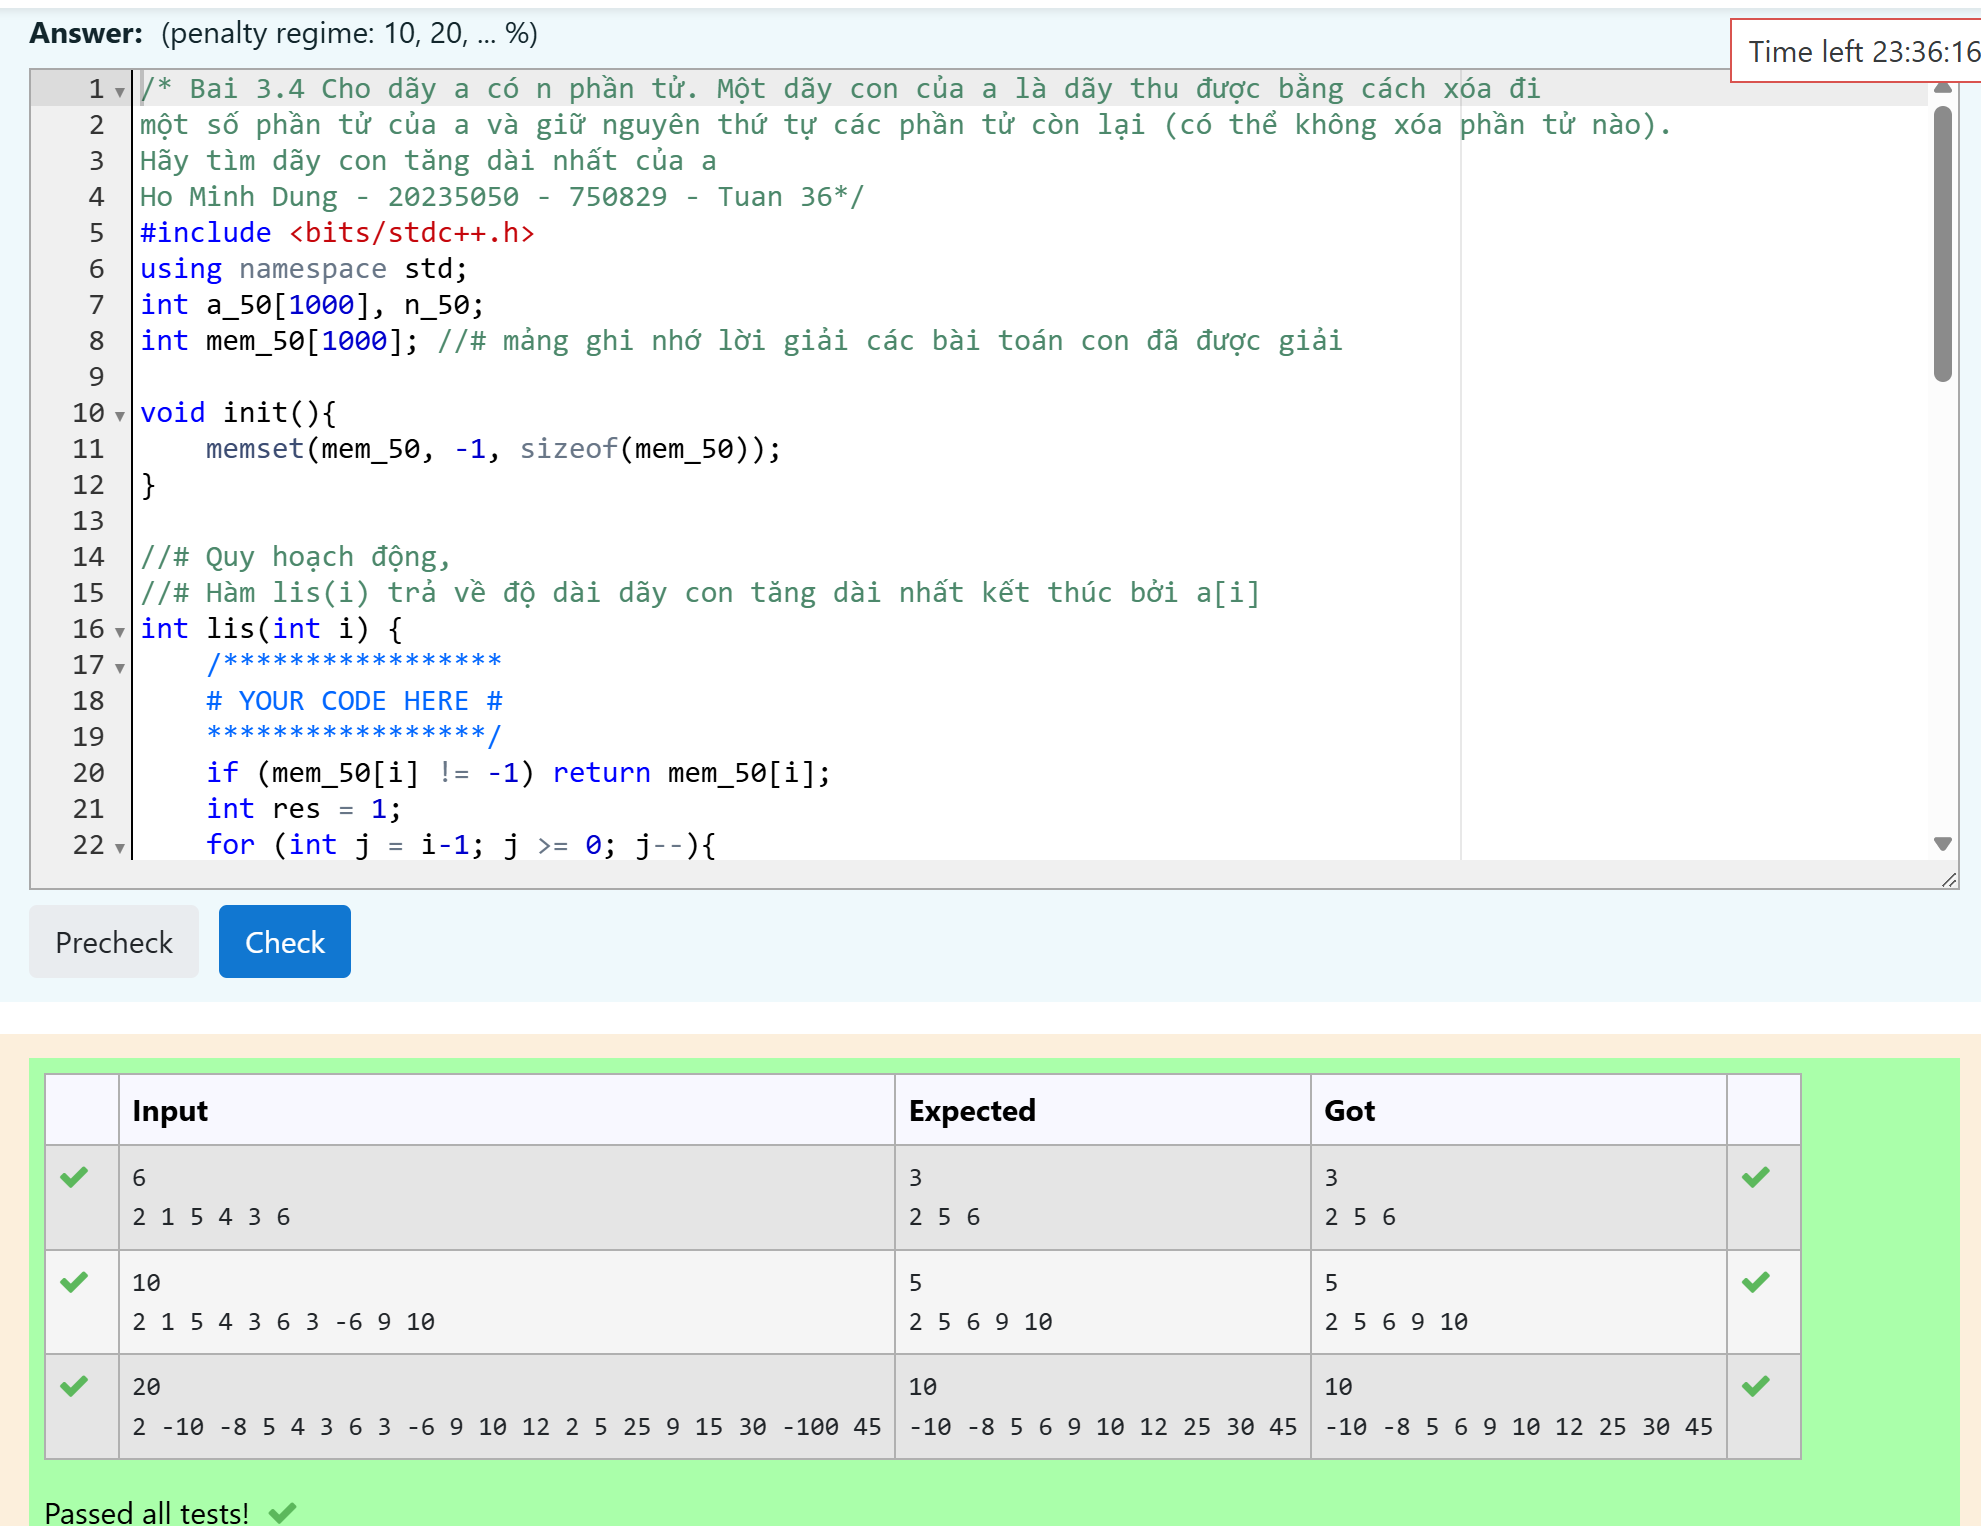 Answer: (penalty regime: 10, 20, ... %)
Time left 23:36:16
1 /* Bai 3.4 Cho dãy a có n phần tử. Một dãy con của a là dãy thu được bằng cách xóa đi
2 một số phần tử của a và giữ nguyên thứ tự các phần tử còn lại (có thể không xóa phần tử nào).
3 Hãy tìm dãy con tăng dài nhất của a
4 Ho Minh Dung - 20235050 - 750829 - Tuan 36*/
5 #include <bits/stdc++.h>
6 using namespace std;
7 int a_50[1000], n_50;
8 int mem_50[1000]; //# mảng ghi nhớ lời giải các bài toán con đã được giải
9
10 void init(){
11     memset(mem_50, -1, sizeof(mem_50));
12 }
13
14 //# Quy hoạch động,
15 //# Hàm lis(i) trả về độ dài dãy con tăng dài nhất kết thúc bởi a[i]
16 int lis(int i) {
17     /*****************
18     # YOUR CODE HERE #
19     *****************/
20     if (mem_50[i] != -1) return mem_50[i];
21     int res = 1;
22     for (int j = i-1; j >= 0; j--){
Precheck Check
Input Expected Got
6 3 3
2 1 5 4 3 6 2 5 6 2 5 6
10 5 5
2 1 5 4 3 6 3 -6 9 10 2 5 6 9 10 2 5 6 9 10
20 10 10
2 -10 -8 5 4 3 6 3 -6 9 10 12 2 5 25 9 15 30 -100 45 -10 -8 5 6 9 10 12 25 30 45 -10 -8 5 6 9 10 12 25 30 45
Passed all tests!